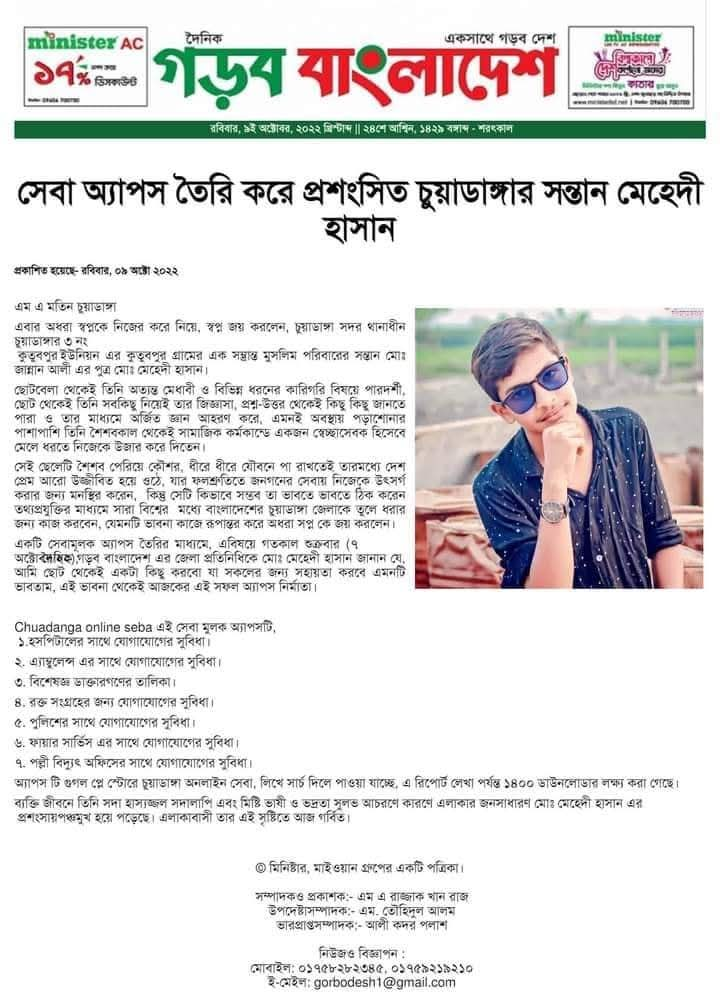 minister AC
১৭% ডিসকাউন্ট
দৈনিক
একসাথে গড়ব দেশ
গড়ব বাংলাদেশ
minister
রবিবার, ৯ই অক্টোবর, ২০২২ খ্রিস্টাব্দ || ২৪শে আশ্বিন, ১৪২৯ বঙ্গাব্দ - শরৎকাল
সেবা অ্যাপস তৈরি করে প্রশংসিত চুয়াডাঙ্গার সন্তান মেহেদী
হাসান
প্রকাশিত হয়েছে- রবিবার, ০৯ অক্টো ২০২২
এম এ মতিন চুয়াডাঙ্গা
এবার অধরা স্বপ্নকে নিজের করে নিয়ে, স্বপ্ন জয় করলেন, চুয়াডাঙ্গা সদর থানাধীন
চুয়াডাঙ্গার ৩ নং
কুতুবপুর ইউনিয়ন এর কুতুবপুর গ্রামের এক সম্ভ্রান্ত মুসলিম পরিবারের সন্তান মোঃ
জান্নান আলী এর পুত্র মোঃ মেহেদী হাসান।
ছোটবেলা থেকেই তিনি অত্যন্ত মেধাবী ও বিভিন্ন ধরনের কারিগরি বিষয়ে পারদর্শী,
ছোট থেকেই তিনি সবকিছু নিয়েই তার জিজ্ঞাসা, প্রশ্ন-উত্তর থেকেই কিছু কিছু জানতে
পারা ও তার মাধ্যমে অর্জিত জ্ঞান আহরণ করে, এমনই অবস্থায় পড়াশোনার
পাশাপাশি তিনি শৈশবকাল থেকেই সামাজিক কর্মকান্ডে একজন স্বেচ্ছাসেবক হিসেবে
মেলে ধরতে নিজেকে উজার করে দিতেন।
সেই ছেলেটি শৈশব পেরিয়ে কৌশর, ধীরে ধীরে যৌবনে পা রাখতেই তারমধ্যে দেশ
প্রেম আরো উজ্জীবিত হয়ে ওঠে, যার ফলশ্রুতিতে জনগনের সেবায় নিজেকে উৎসর্গ
করার জন্য মনস্থির করেন, কিন্তু সেটি কিভাবে সম্ভব তা ভাবতে ভাবতে ঠিক করেন
তথ্যপ্রযুক্তির মাধ্যমে সারা বিশ্বের মধ্যে বাংলাদেশের চুয়াডাঙ্গা জেলাকে তুলে ধরার
জন্য কাজ করবেন, যেমনটি ভাবনা কাজে রূপান্তর করে অধরা সপ্ন কে জয় করলেন।
একটি সেবামূলক অ্যাপস তৈরির মাধ্যমে, এবিষয়ে গতকাল শুক্রবার (৭
অক্টোবর) দৈনিক গড়ব বাংলাদেশ এর জেলা প্রতিনিধিকে মোঃ মেহেদী হাসান জানান যে,
আমি ছোট থেকেই একটা কিছু করবো যা সকলের জন্য সহায়তা করবে এমনটি
ভাবতাম, এই ভাবনা থেকেই আজকের এই সফল অ্যাপস নির্মাতা।
Chuadanga online seba এই সেবা মুলক অ্যাপসটি,
১.হসপিটালের সাথে যোগাযোগের সুবিধা।
২. এ্যাম্বুলেন্স এর সাথে যোগাযোগের সুবিধা।
৩. বিশেষজ্ঞ ডাক্তারগণের তালিকা।
৪. রক্ত সংগ্রহের জন্য যোগাযোগের সুবিধা।
৫. পুলিশের সাথে যোগাযোগের সুবিধা।
৬. ফায়ার সার্ভিস এর সাথে যোগাযোগের সুবিধা।
৭. পল্লী বিদ্যুৎ অফিসের সাথে যোগাযোগের সুবিধা।
অ্যাপস টি গুগল প্লে স্টোরে চুয়াডাঙ্গা অনলাইন সেবা, লিখে সার্চ দিলে পাওয়া যাচ্ছে, এ রিপোর্ট লেখা পর্যন্ত ১৪০০ ডাউনলোডার লক্ষ্য করা গেছে।
ব্যক্তি জীবনে তিনি সদা হাস্যজ্জল সদালাপি এবং মিষ্টি ভাষী ও ভদ্রতা সুলভ আচরণে কারণে এলাকার জনসাধারণ মোঃ মেহেদী হাসান এর
প্রশংসায়পঞ্চমুখ হয়ে পড়েছে। এলাকাবাসী তার এই সৃষ্টিতে আজ গর্বিত।
© মিনিষ্টার, মাইওয়ান গ্রুপের একটি পত্রিকা।
সম্পাদকও প্রকাশক:- এম এ রাজ্জাক খান রাজ
উপদেষ্টাসম্পাদক:- এম. তৌহিদুল আলম
ভারপ্রাপ্তসম্পাদক:- আলী কদর পলাশ
নিউজও বিজ্ঞাপন :
মোবাইল: ০১৭৫৮২৮২৩৪৫, ০১৭৫৯২১৯২১০
ই-মেইল: gorbodesh1@gmail.com